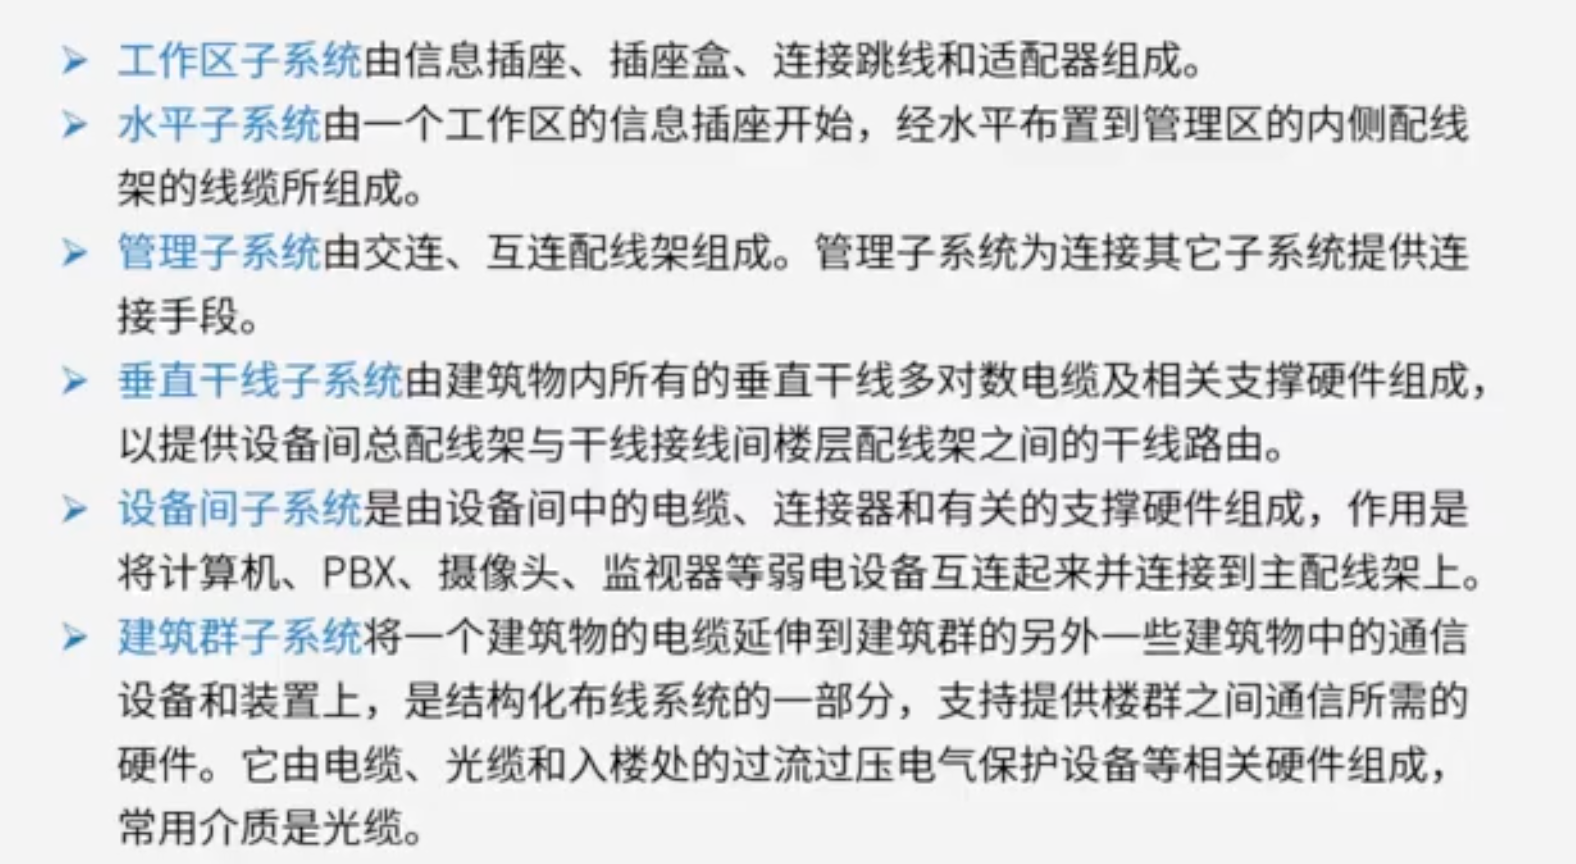 ➢ 工作区子系统由信息插座、插座盒、连接跳线和适配器组成。
➢ 水平子系统由一个工作区的信息插座开始，经水平布置到管理区的内侧配线
架的线缆所组成。
➢ 管理子系统由交连、互连配线架组成。管理子系统为连接其它子系统提供连
接手段。
➢ 垂直干线子系统由建筑物内所有的垂直干线多对数电缆及相关支撑硬件组成，
以提供设备间总配线架与干线接线间楼层配线架之间的干线路由。
➢ 设备间子系统是由设备间中的电缆、连接器和有关的支撑硬件组成，作用是
将计算机、PBX、摄像头、监视器等弱电设备互连起来并连接到主配线架上。
➢ 建筑群子系统将一个建筑物的电缆延伸到建筑群的另外一些建筑物中的通信
设备和装置上，是结构化布线系统的一部分，支持提供楼群之间通信所需的
硬件。它由电缆、光缆和入楼处的过流过压电气保护设备等相关硬件组成，
常用介质是光缆。